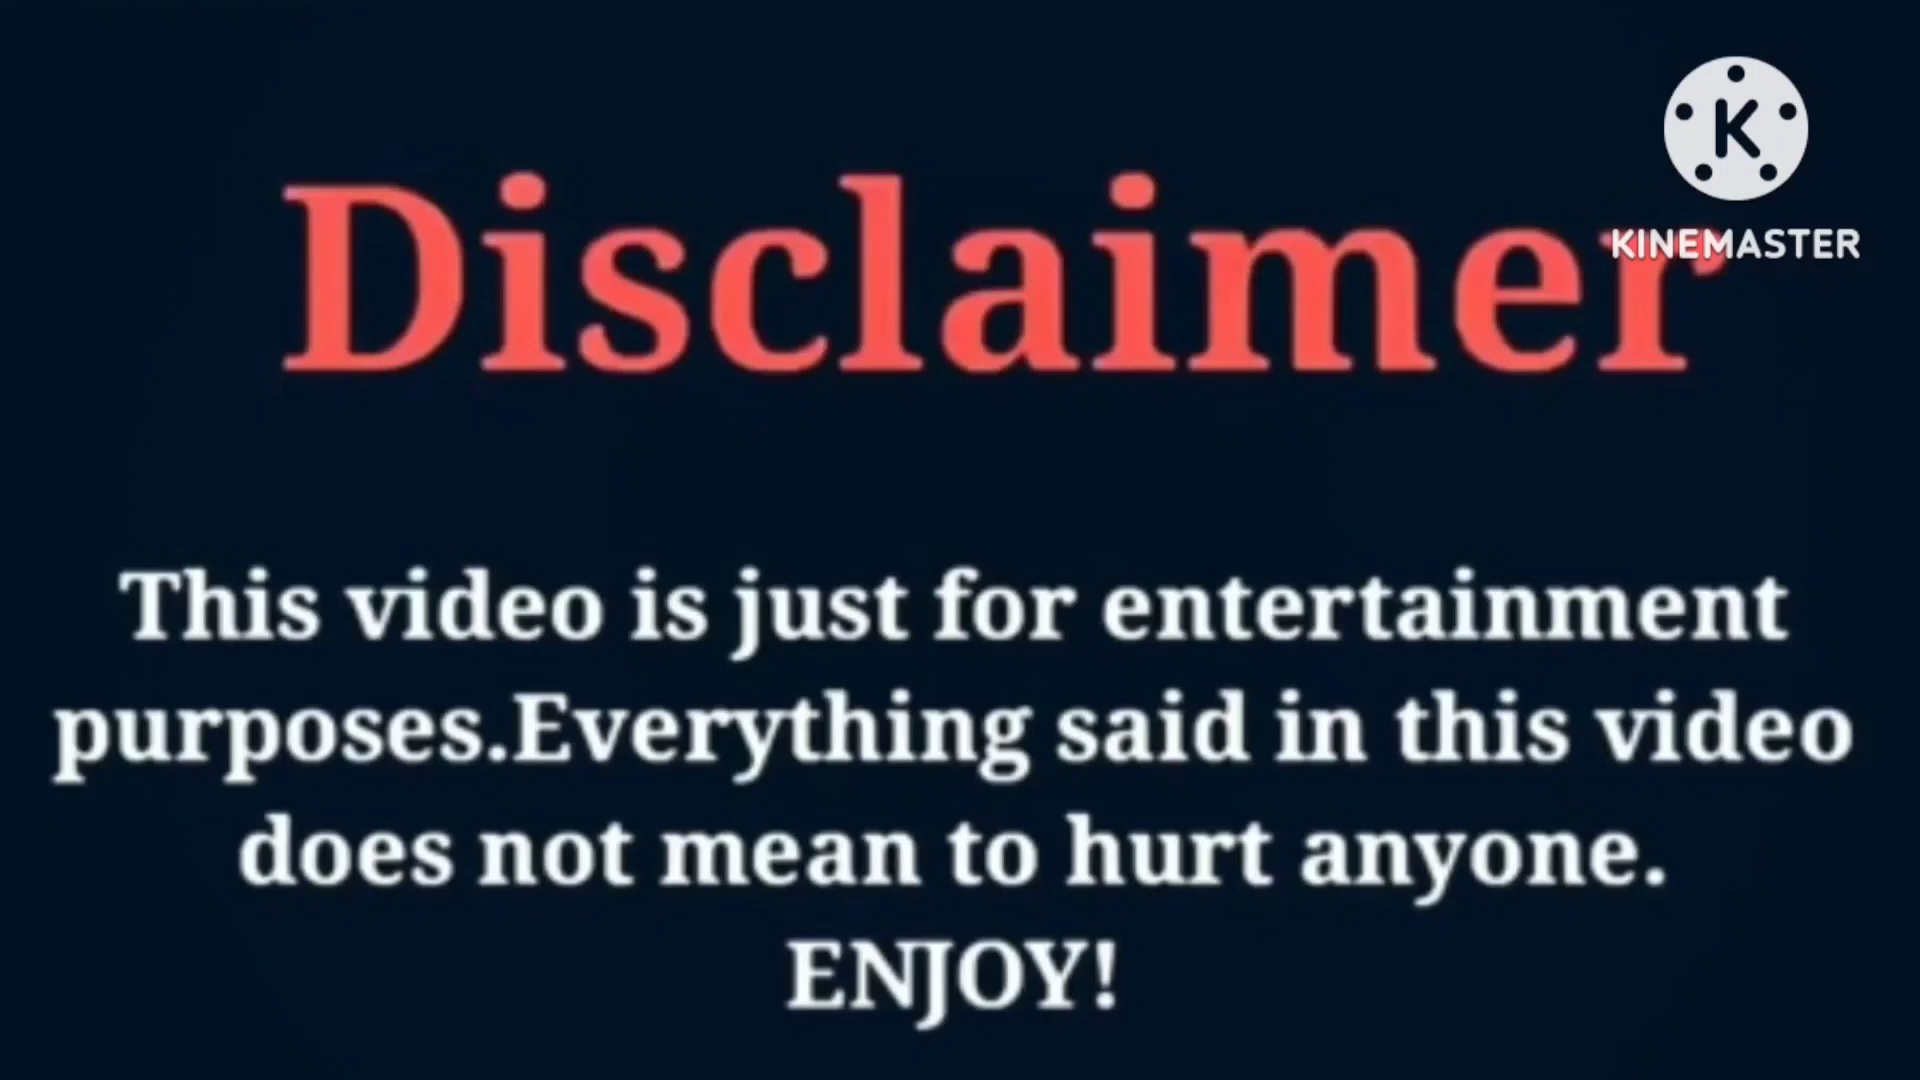 K
KINEMASTER
Disclaimer
This video is just for entertainment
purposes.Everything said in this video
does not mean to hurt anyone.
ENJOY!